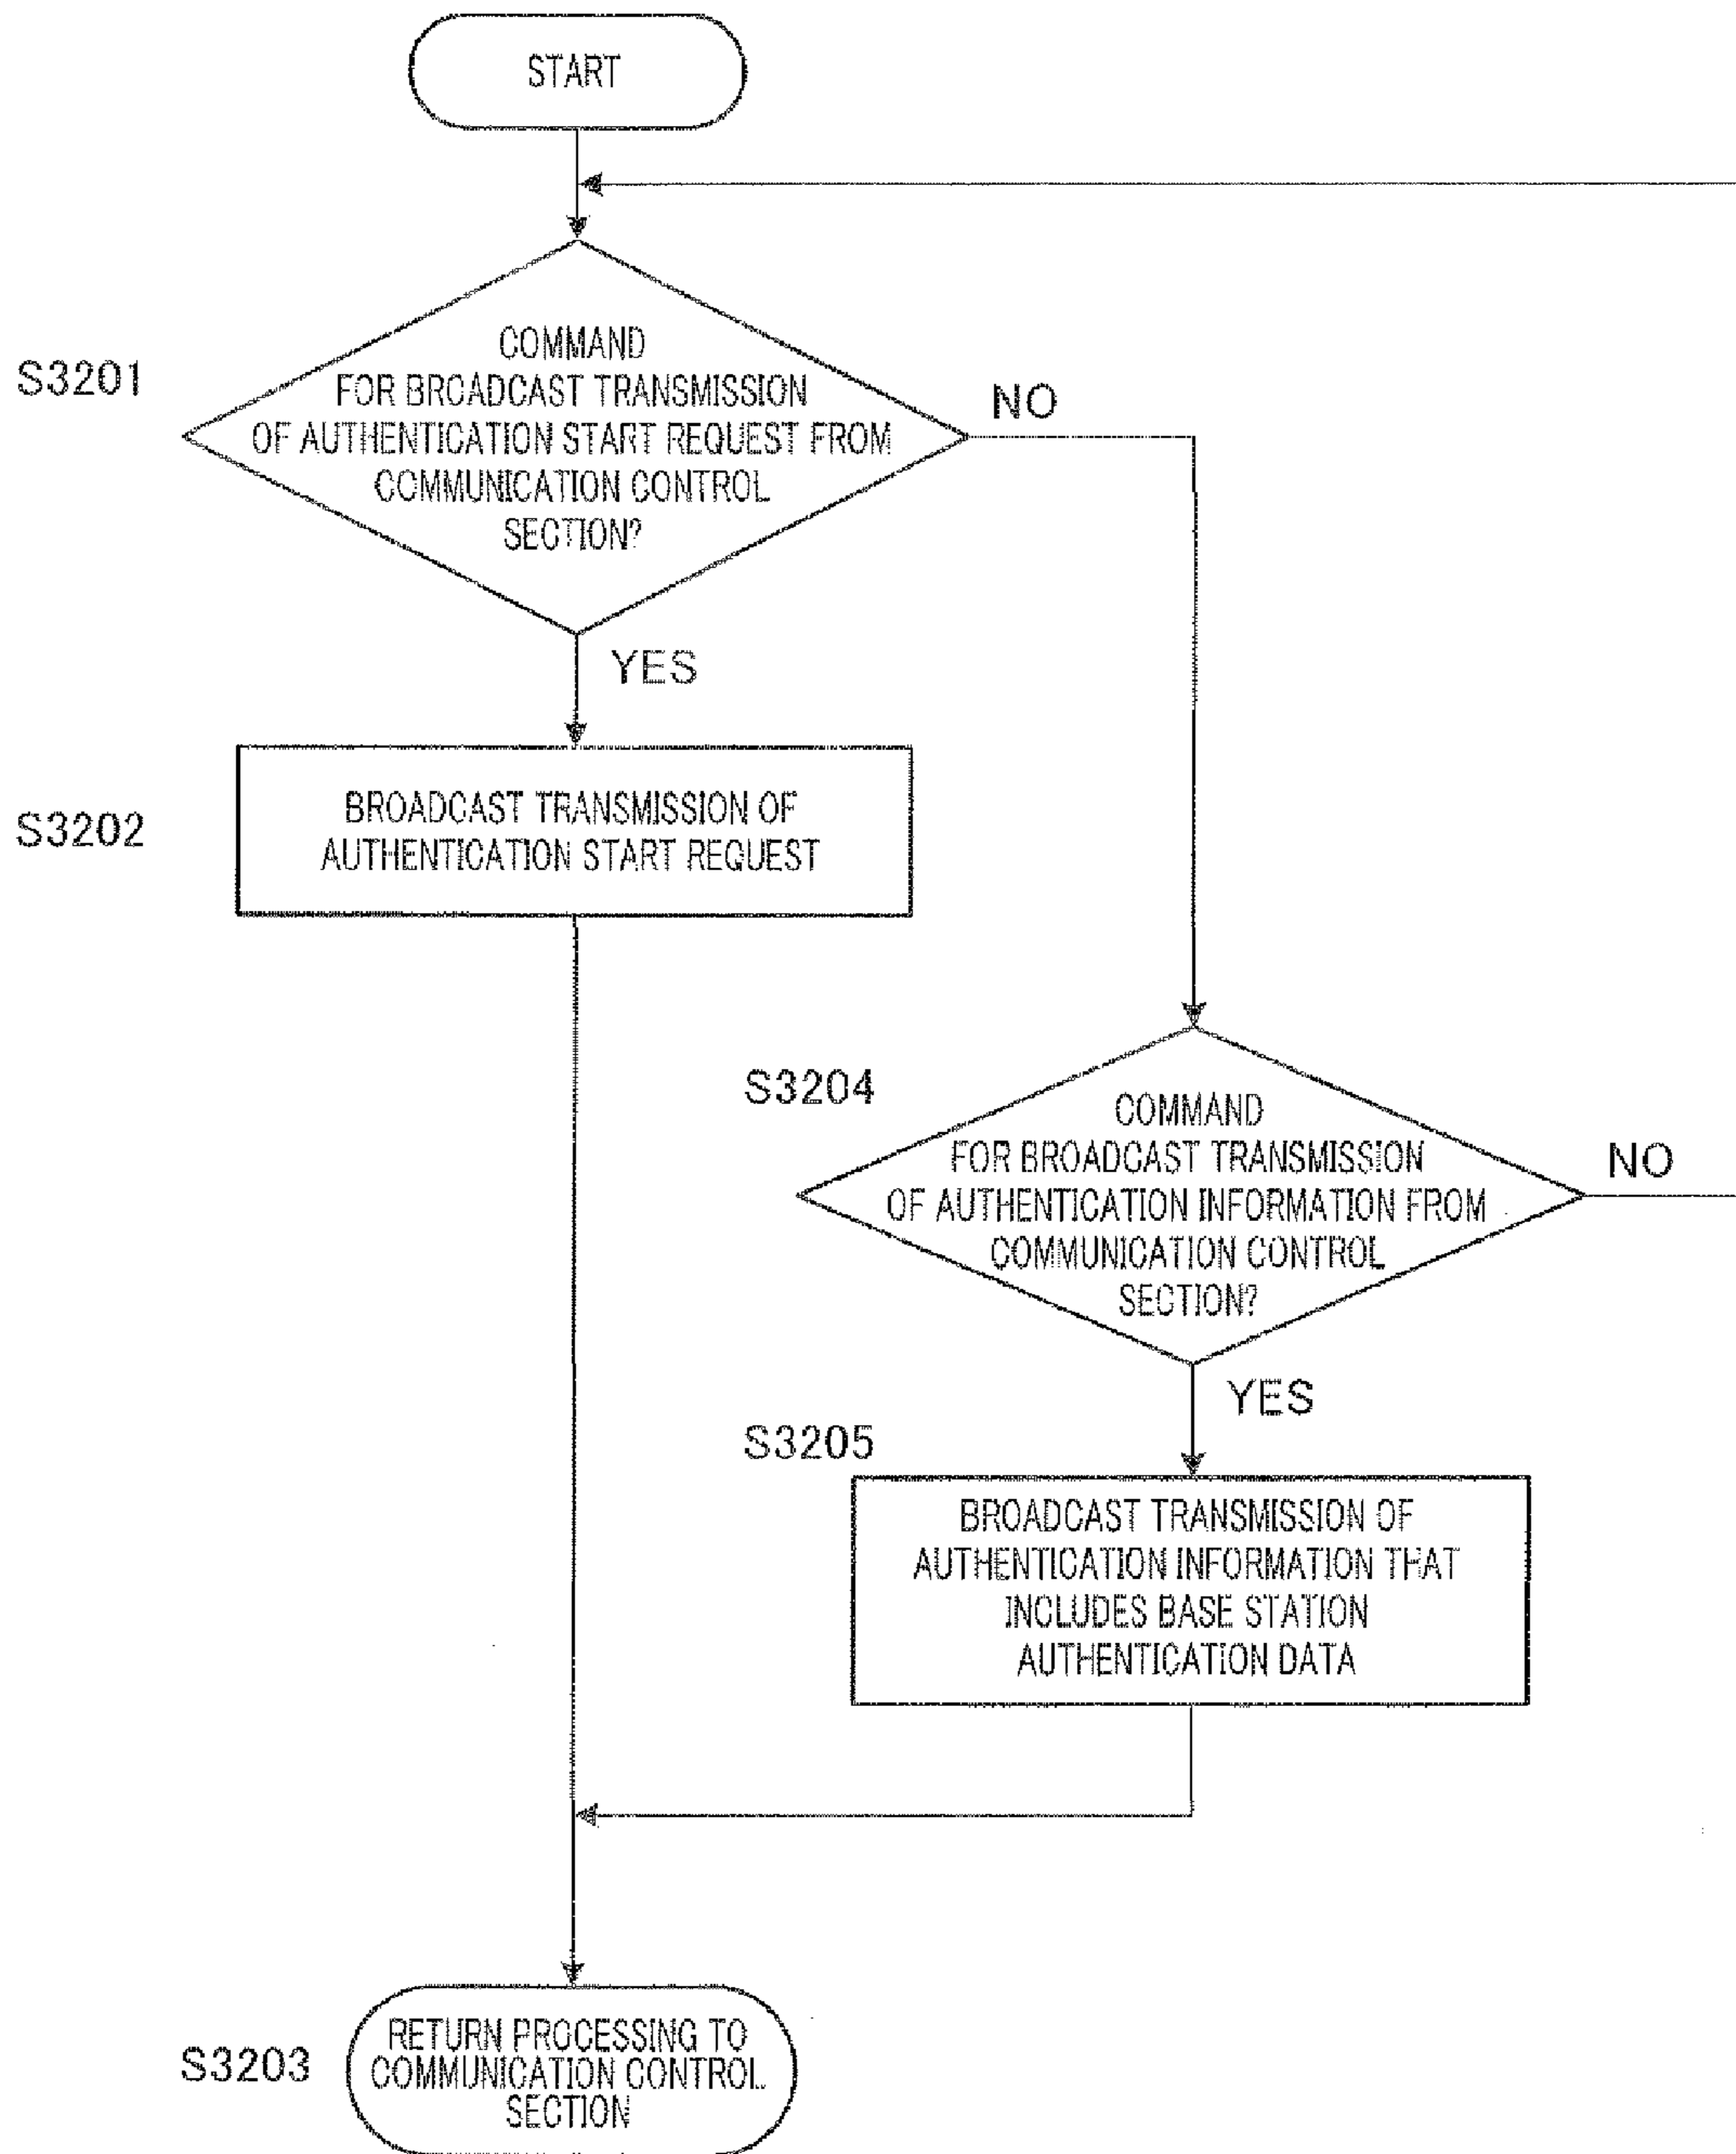 START
S3201
COMMAND
FOR BROADCAST TRANSMISSION
OF AUTHENTICATION START REQUEST FROM
COMMUNICATION CONTROL
SECTION?
NO
YES
S3202
BROADCAST TRANSMISSION OF
AUTHENTICATION START REQUEST
S3204
COMMAND
FOR BROADCAST TRANSMISSION
OF AUTHENTICATION INFORMATION FROM
COMMUNICATION CONTROL
SECTION?
NO
YES
S3205
BROADCAST TRANSMISSION OF
AUTHENTICATION INFORMATION THAT
INCLUDES BASE STATION
AUTHENTICATION DATA
S3203
RETURN PROCESSING TO
COMMUNICATION CONTROL
SECTION